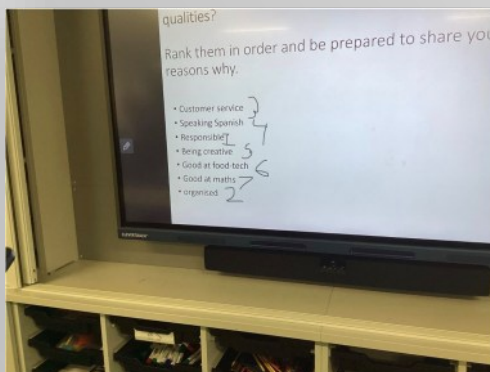 qualities?
Rank them in order and be prepared to share you
reasons why.
• Customer service 3
• Speaking Spanish 4
• Responsible 1
• Being creative 5
• Good at food tech 6
• Good at maths 7
• organised 2